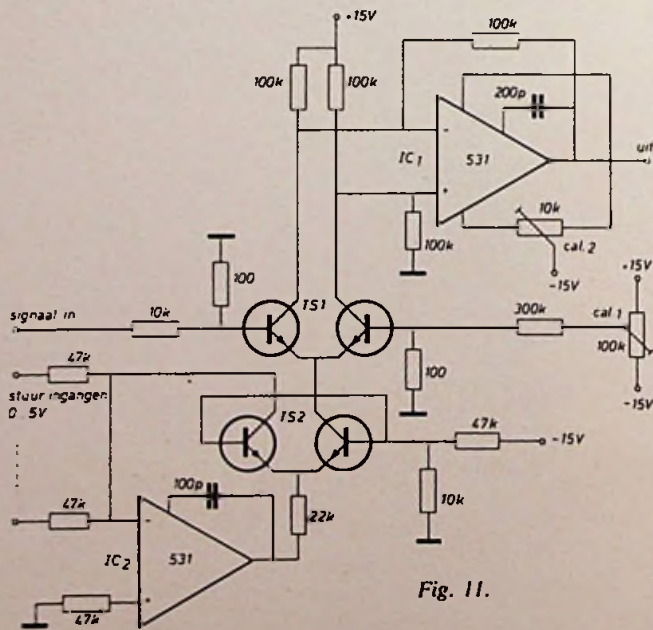 +15V
100k
100k
100k
200p
IC1
531
-
+
uit
10k
cal. 2
-15V
100k
100
signaal in
10k
TS1
300k
cal. 1
+15V
100k
-15V
100
47k
stuur ingangen
0 5V
TS2
47k
-15V
100p
22k
10k
47k
-
IC2
531
+
47k
Fig. 11.